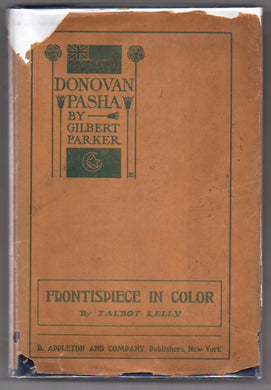 DONOVAN
PASHA
BY
GILBERT
PARKER
FRONTISPIECE IN COLOR
By TALBOT KELLY
D. APPLETON AND COMPANY, Publishers, New York